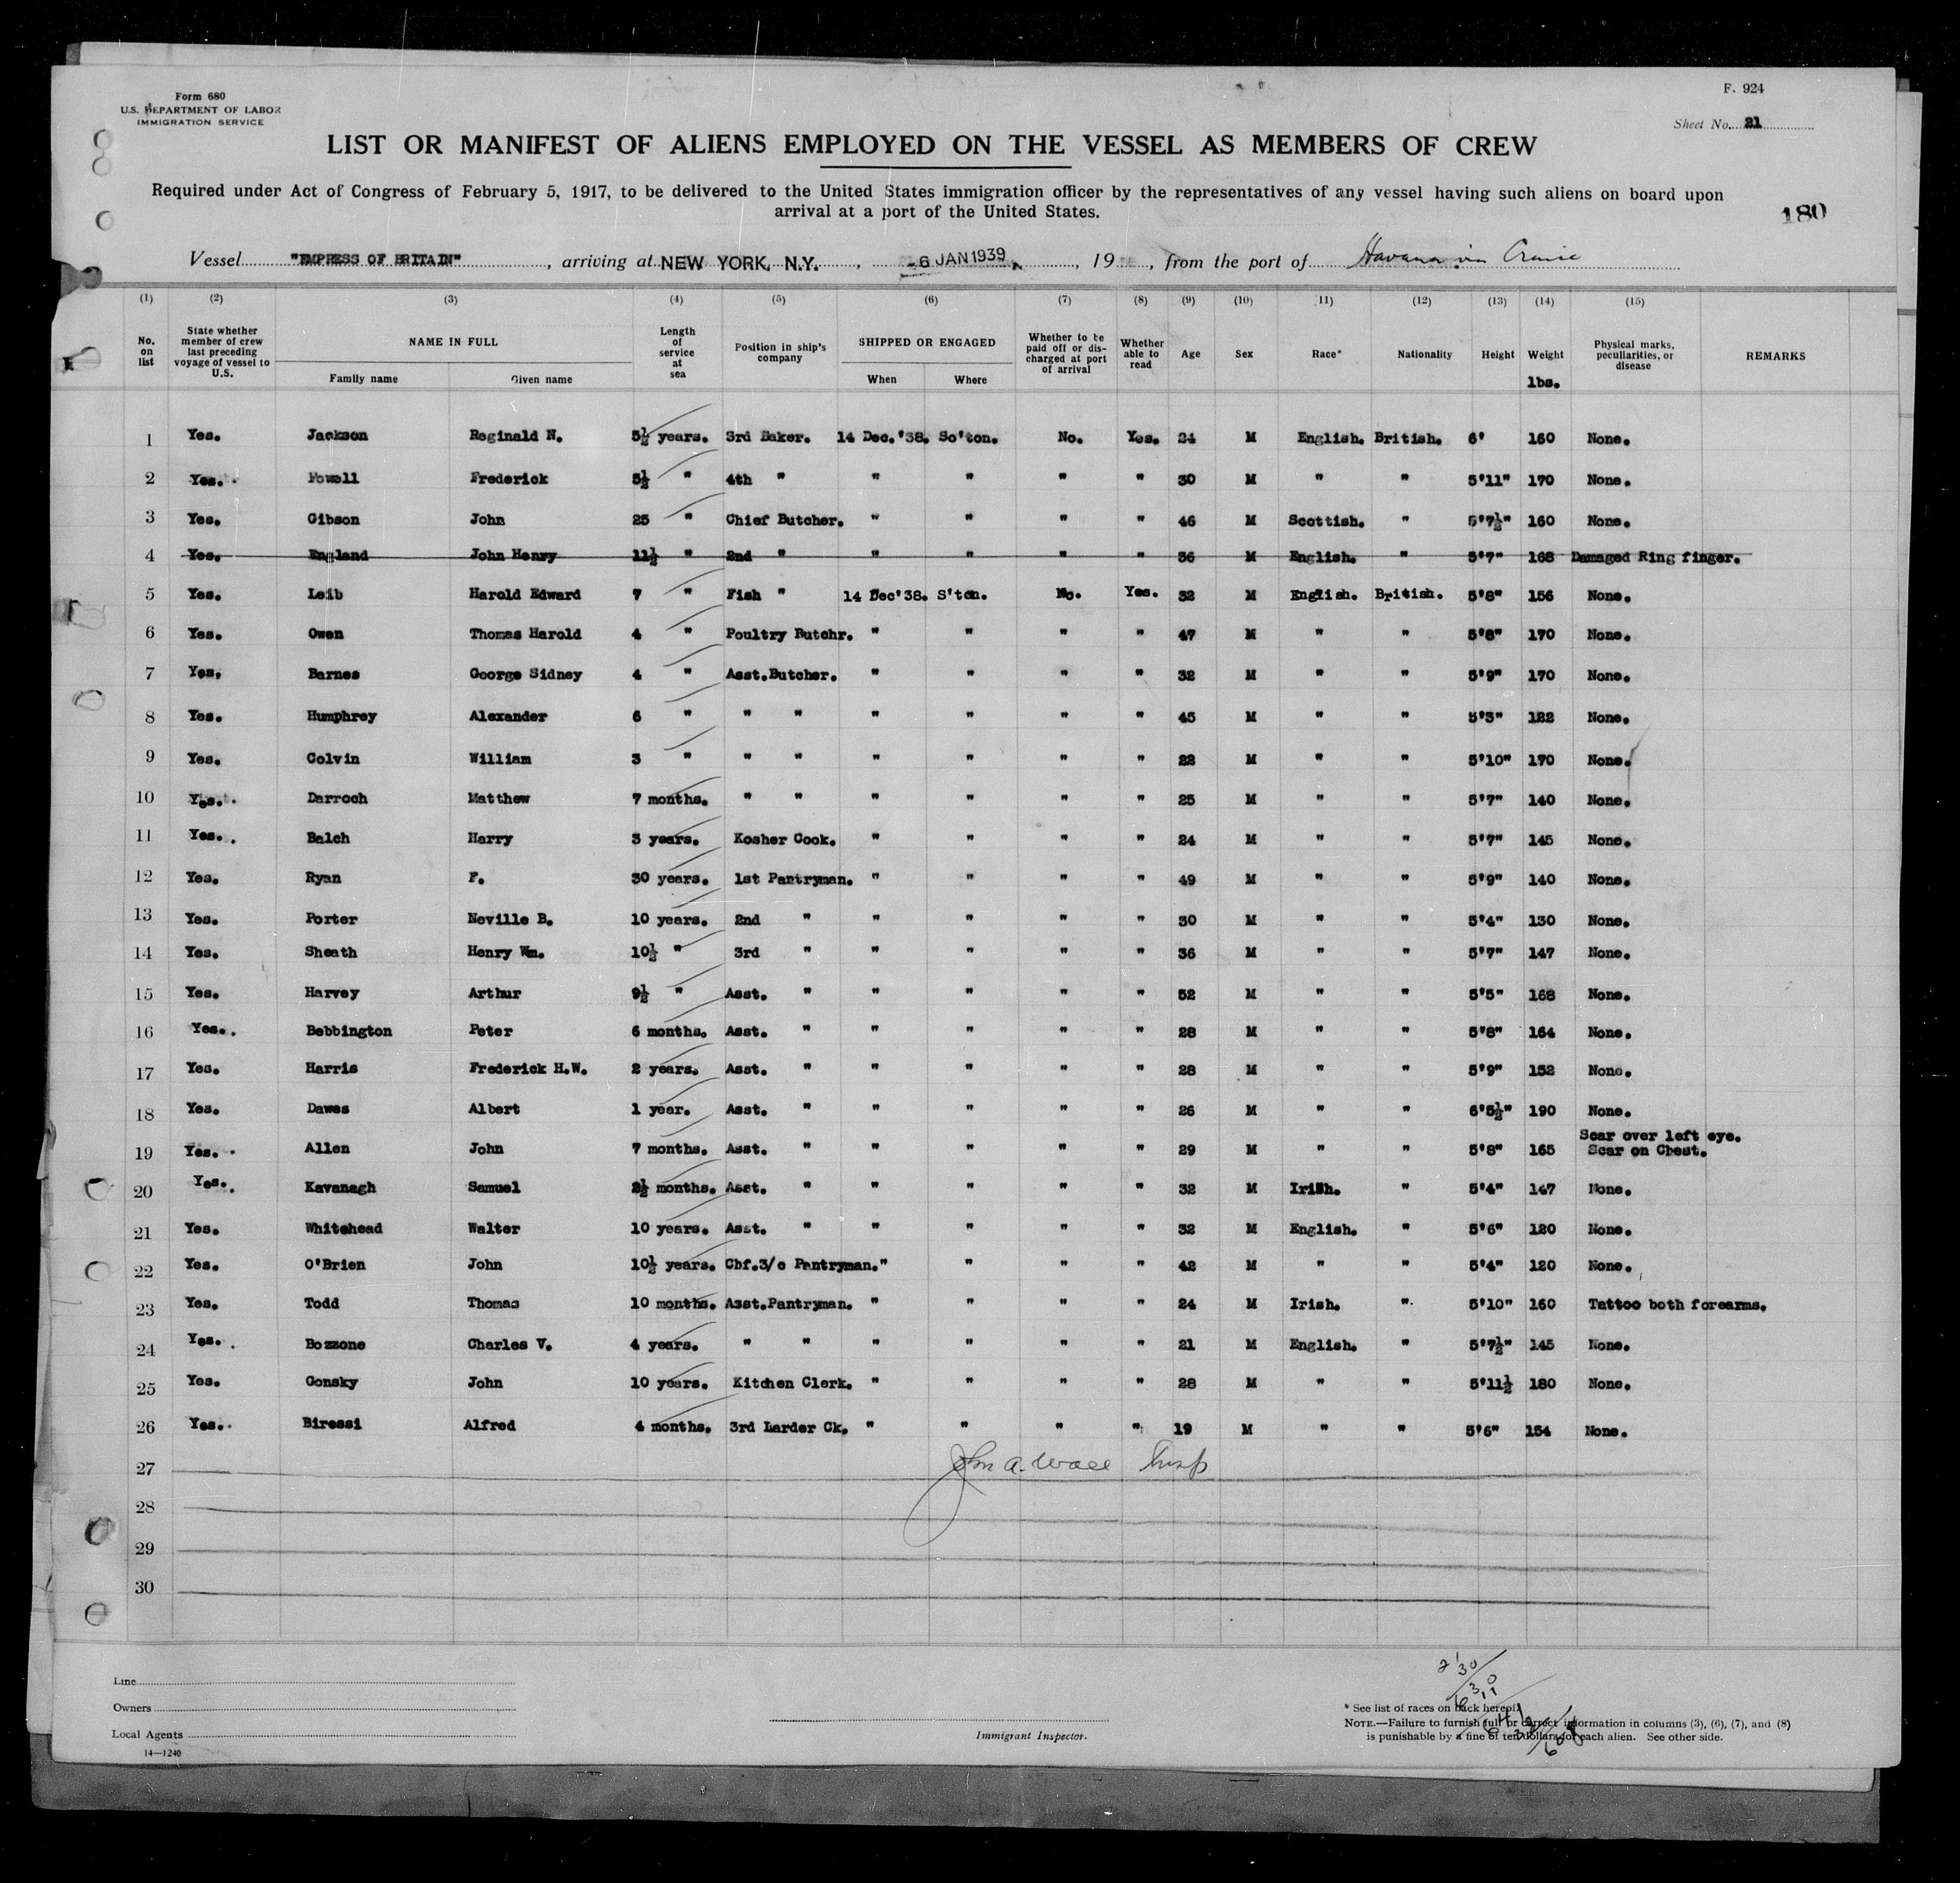 Form 680
U.S. DEPARTMENT OF LABOR
IMMIGRATION SERVICE
F. 924
Sheet No. 21
LIST OR MANIFEST OF ALIENS EMPLOYED ON THE VESSEL AS MEMBERS OF CREW
Required under Act of Congress of February 5, 1917, to be delivered to the United States immigration officer by the representatives of any vessel having such aliens on board upon
arrival at a port of the United States.
180
Vessel "EMPRESS OF BRITAIN", arriving at NEW YORK, N.Y., -6 JAN 1939, 19, from the port of Havana via Cruise
(1) (2) (3) (4) (5) (6) (7) (8) (9) (10) (11) (12) (13) (14) (15)
No. on list | State whether member of crew last preceding voyage of vessel to U.S. | NAME IN FULL | Length of service at sea | Position in ship's company | SHIPPED OR ENGAGED | Whether to be paid off or discharged at port of arrival | Whether able to read | Age | Sex | Race* | Nationality | Height | Weight lbs. | Physical marks, peculiarities, or disease | REMARKS
Family name | Given name | When | Where
1 Yes. Jackson Reginald N. 5½ years. 3rd Baker. 14 Dec.'38. So'ton. No. Yes. 24 M English. British. 6' 160 None.
2 Yes. Powell Frederick 5½ " 4th " " " " " 30 M " " 5'11" 170 None.
3 Yes. Gibson John 25 " Chief Butcher. " " " " 46 M Scottish. " 5'7½" 160 None.
4 Yes. England John Henry 11½ " 2nd " " " " " 36 M English. " 5'7" 168 Damaged Ring finger.
5 Yes. Leib Harold Edward 7 " Fish " 14 Dec'38. S'ton. No. Yes. 32 M English. British. 5'8" 156 None.
6 Yes. Owen Thomas Harold 4 " Poultry Butchr. " " " " 47 M " " 5'8" 170 None.
7 Yes. Barnes George Sidney 4 " Asst.Butcher. " " " " 32 M " " 5'9" 170 None.
8 Yes. Humphrey Alexander 6 " " " " " " " 45 M " " 5'3" 122 None.
9 Yes. Colvin William 3 " " " " " " " 22 M " " 5'10" 170 None.
10 Yes. Darroch Matthew 7 months. " " " " " " 25 M " " 5'7" 140 None.
11 Yes. Balch Harry 3 years. Kosher Cook. " " " " 24 M " " 5'7" 145 None.
12 Yes. Ryan F. 30 years. 1st Pantryman. " " " " 49 M " " 5'9" 140 None.
13 Yes. Porter Neville B. 10 years. 2nd " " " " " 30 M " " 5'4" 130 None.
14 Yes. Sheath Henry Wm. 10½ " 3rd " " " " " 36 M " " 5'7" 147 None.
15 Yes. Harvey Arthur 9½ " Asst. " " " " " 52 M " " 5'5" 168 None.
16 Yes. Bebbington Peter 6 months. Asst. " " " " " 28 M " " 5'8" 164 None.
17 Yes. Harris Frederick H.W. 2 years. Asst. " " " " " 28 M " " 5'9" 152 None.
18 Yes. Dawes Albert 1 year. Asst. " " " " " 26 M " " 6'5½" 190 None.
19 Yes. Allen John 7 months. Asst. " " " " " 29 M " " 5'8" 165 Scar over left eye. Scar on Chest.
20 Yes. Kavanagh Samuel 2½ months. Asst. " " " " " 32 M Irish. " 5'4" 147 None.
21 Yes. Whitehead Walter 10 years. Asst. " " " " " 32 M English. " 5'6" 120 None.
22 Yes. O'Brien John 10½ years. Chf.3/c Pantryman." " " " 42 M " " 5'4" 120 None.
23 Yes. Todd Thomas 10 months. Asst.Pantryman. " " " " 24 M Irish. " 5'10" 160 Tattoo both forearms.
24 Yes. Bozzone Charles V. 4 years. " " " " " " 21 M English. " 5'7½" 145 None.
25 Yes. Gonsky John 10 years. Kitchen Clerk. " " " " 28 M " " 5'11½ 180 None.
26 Yes. Biressi Alfred 4 months. 3rd Larder Ck. " " " " 19 M " " 5'6" 154 None.
27 John A. Wall Insp
28
29
30
Line
Owners
Local Agents
14—1240
Immigrant Inspector.
* See list of races on back hereof.
NOTE.—Failure to furnish full or correct information in columns (3), (6), (7), and (8)
is punishable by a fine of ten dollars for each alien. See other side.